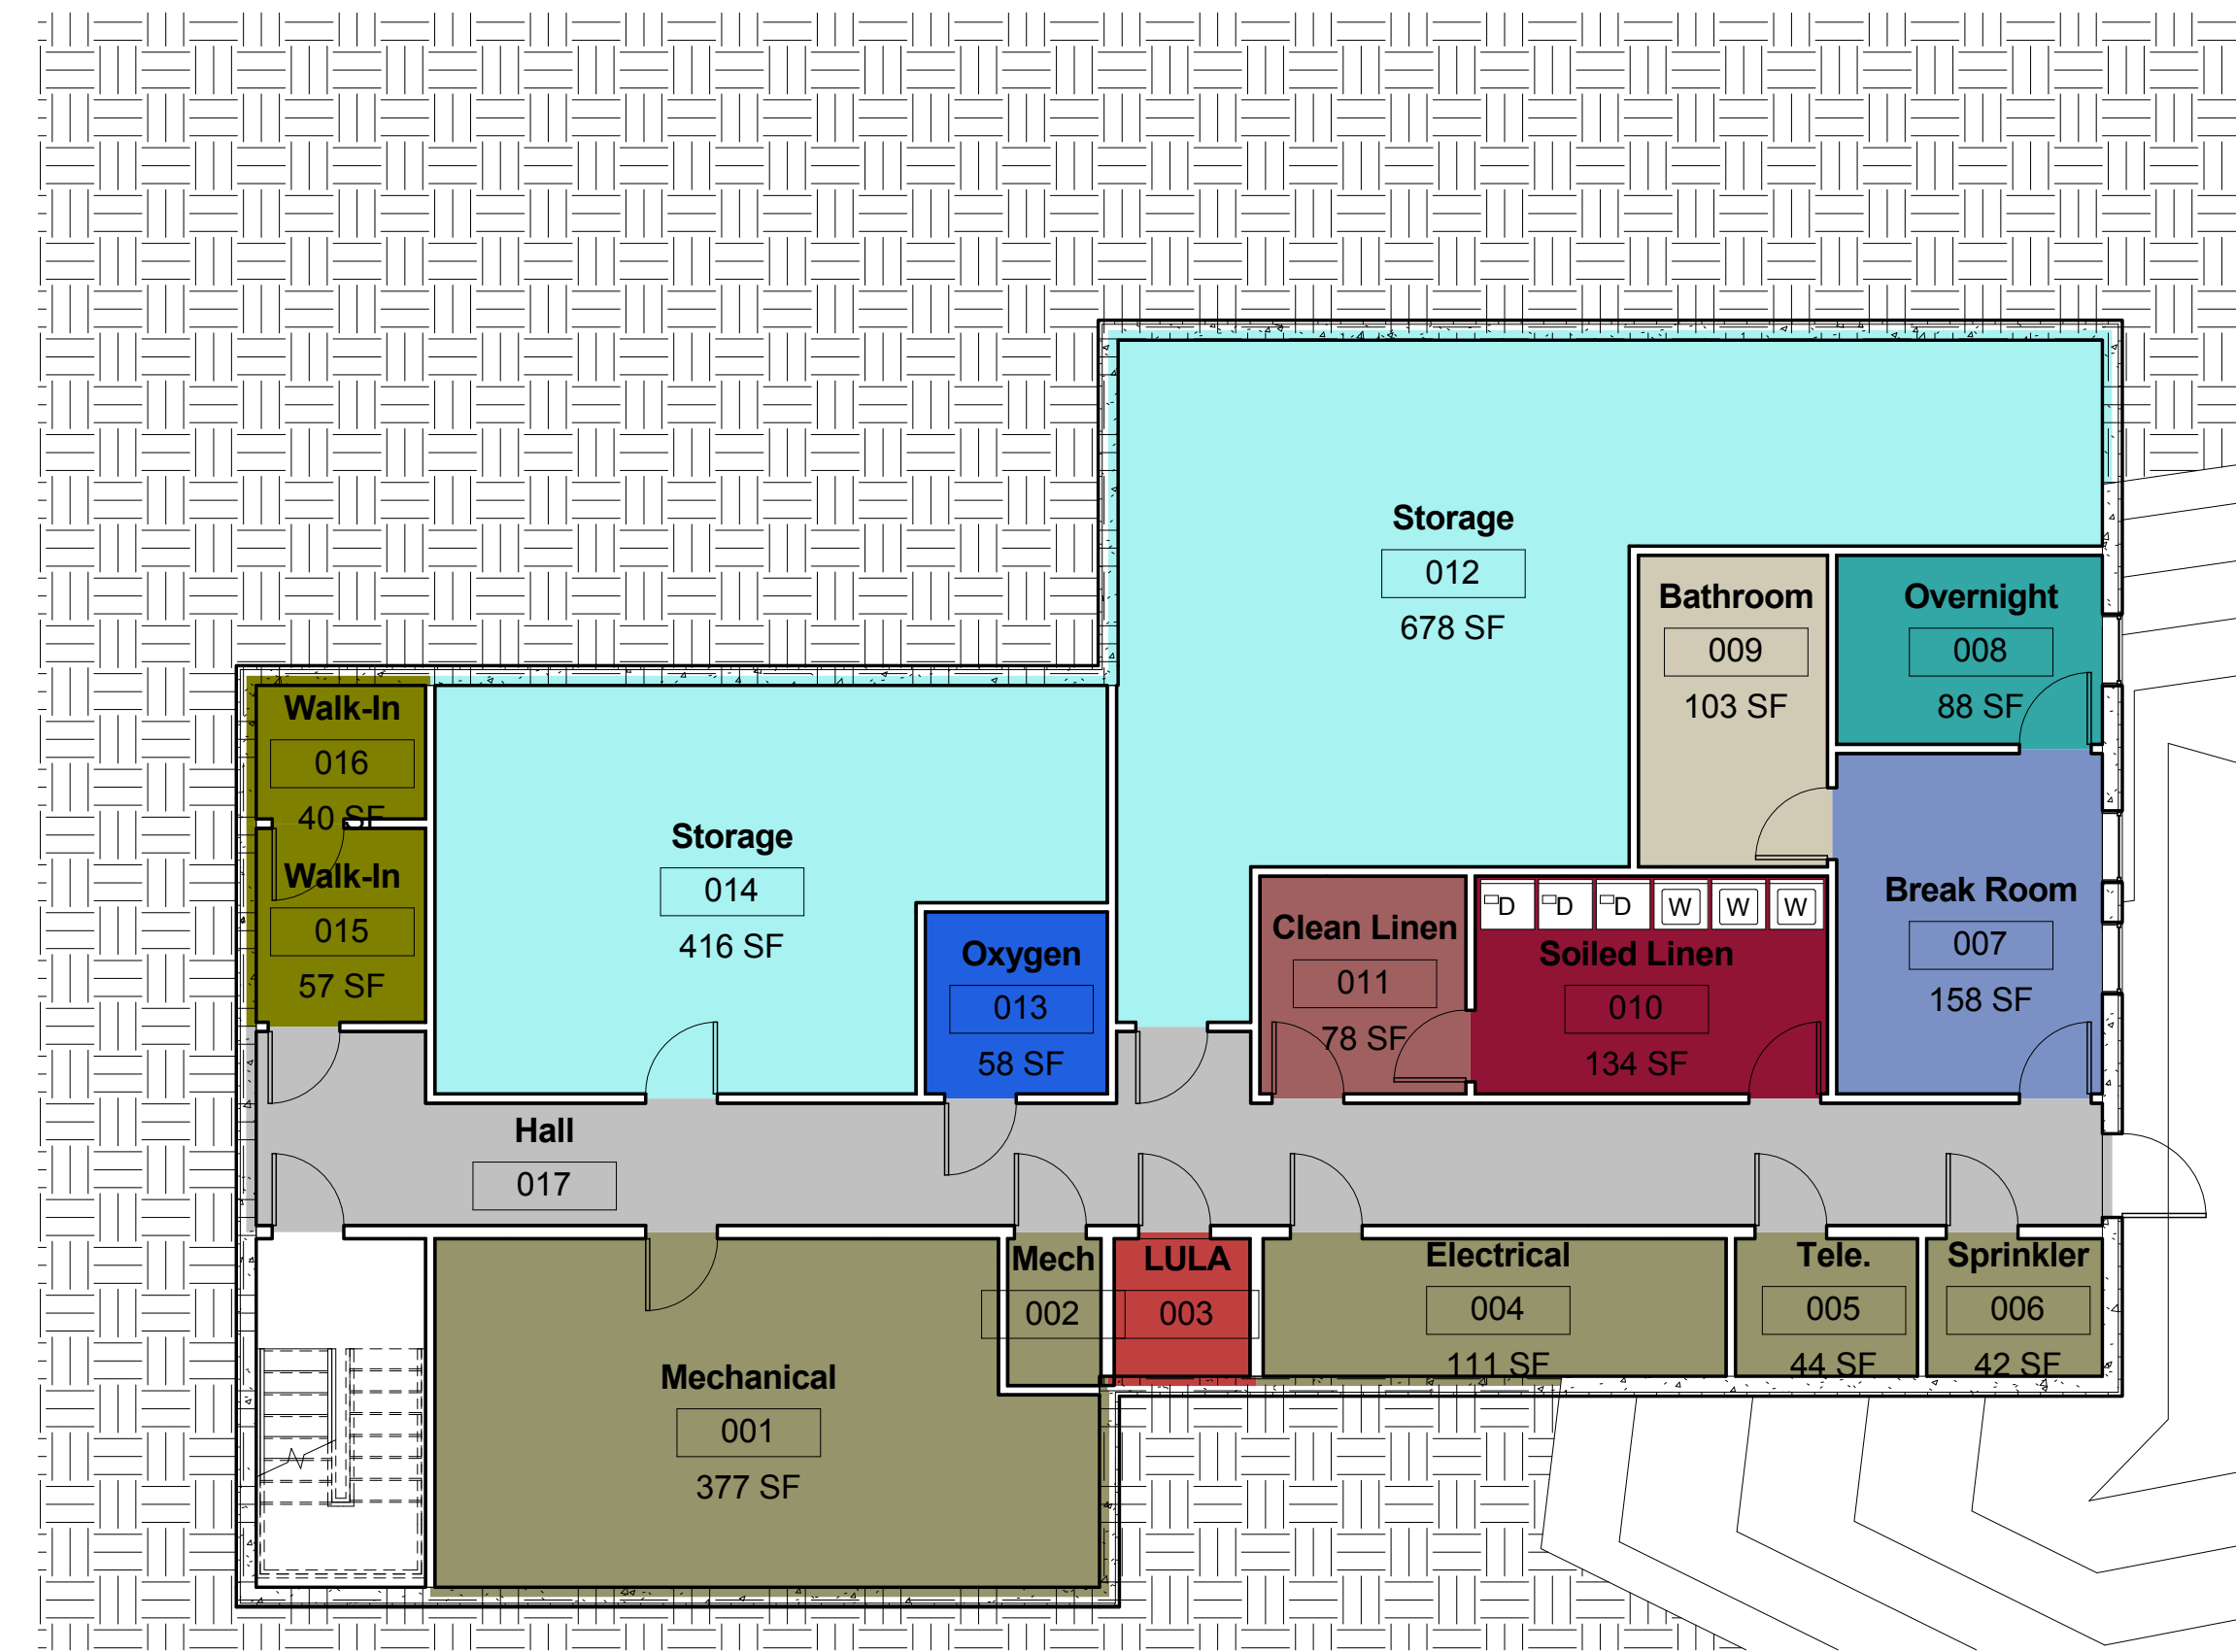 Storage
012
678 SF
Bathroom
009
103 SF
Overnight
008
88 SF
Walk-In
016
40 SF
Walk-In
015
57 SF
Storage
014
416 SF
Oxygen
013
58 SF
Clean Linen
011
78 SF
D D D W W W
Soiled Linen
010
134 SF
Break Room
007
158 SF
Hall
017
Mechanical
001
377 SF
Mech
002
LULA
003
Electrical
004
111 SF
Tele.
005
44 SF
Sprinkler
006
42 SF